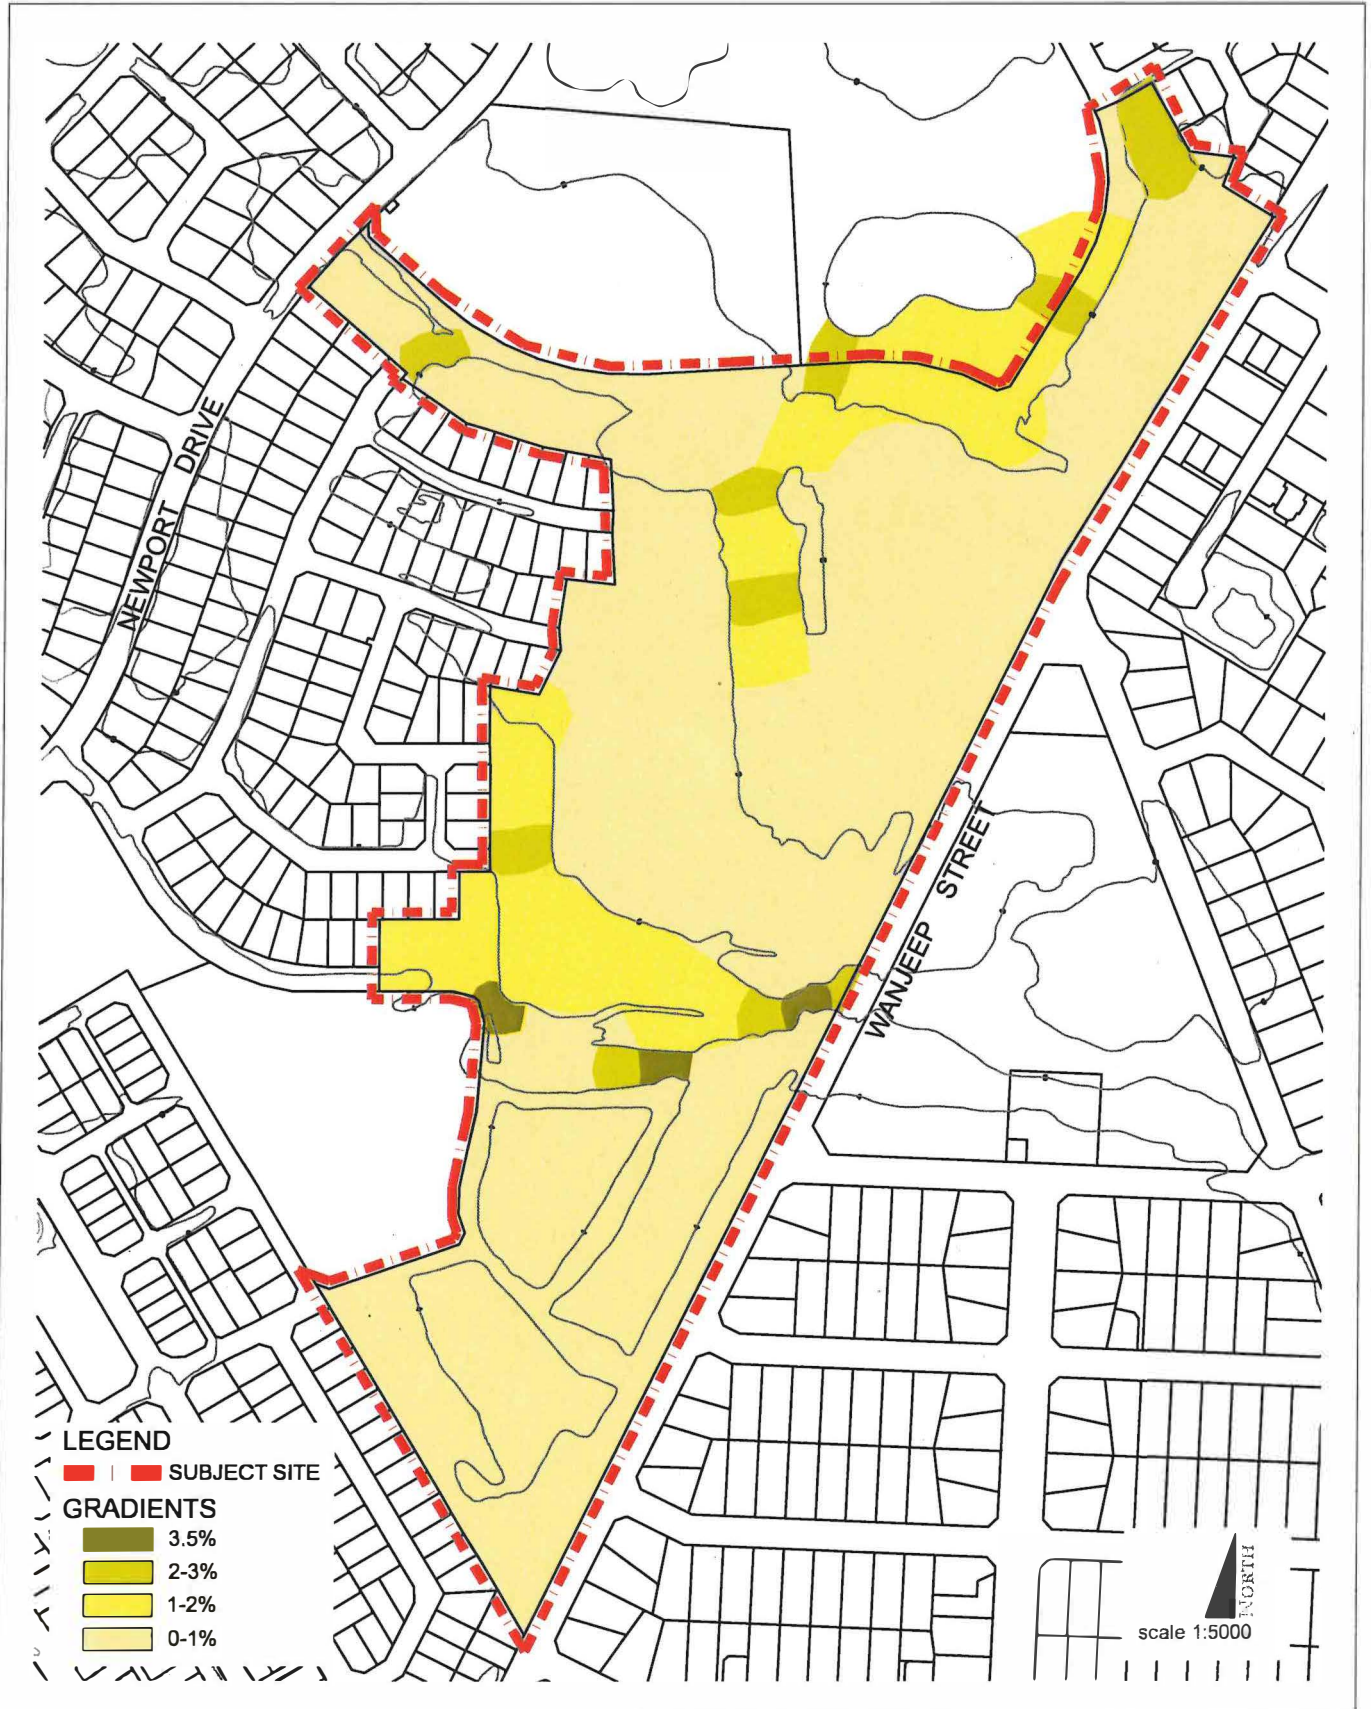 NEWPORT DRIVE
WANJEEP STREET
LEGEND
SUBJECT SITE
GRADIENTS
3.5%
2-3%
1-2%
0-1%
NORTH
scale 1:5000